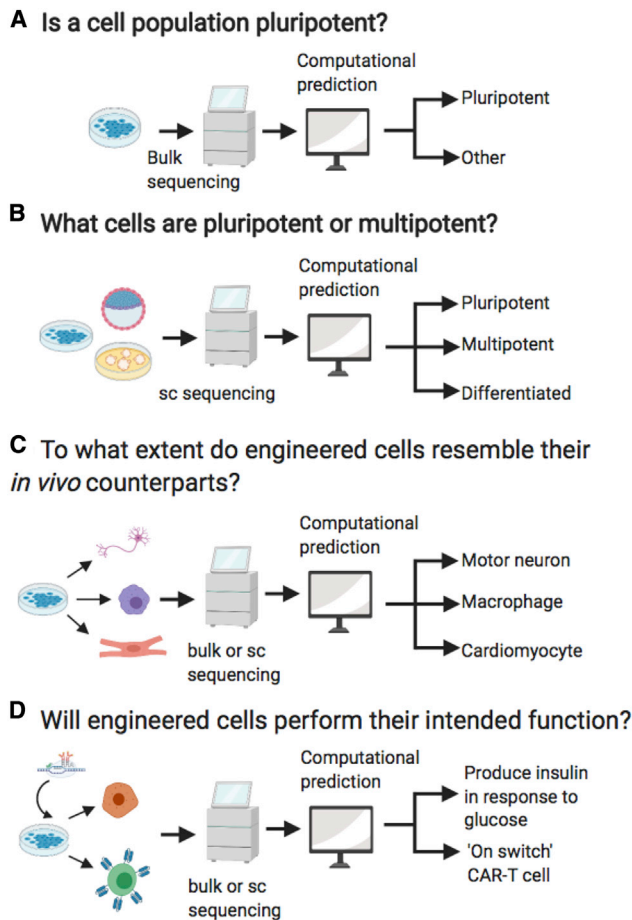 A Is a cell population pluripotent?
Computational
prediction
Bulk
sequencing
Pluripotent
Other
B What cells are pluripotent or multipotent?
Computational
prediction
sc sequencing
Pluripotent
Multipotent
Differentiated
C To what extent do engineered cells resemble their
in vivo counterparts?
Computational
prediction
bulk or sc
sequencing
Motor neuron
Macrophage
Cardiomyocyte
D Will engineered cells perform their intended function?
Computational
prediction
bulk or sc
sequencing
Produce insulin
in response to
glucose
'On switch'
CAR-T cell